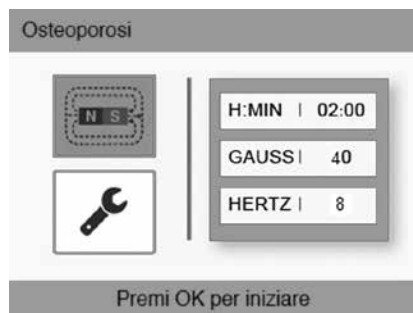 Osteoporosi
N S
H:MIN | 02:00
GAUSS | 40
HERTZ | 8
Premi OK per iniziare